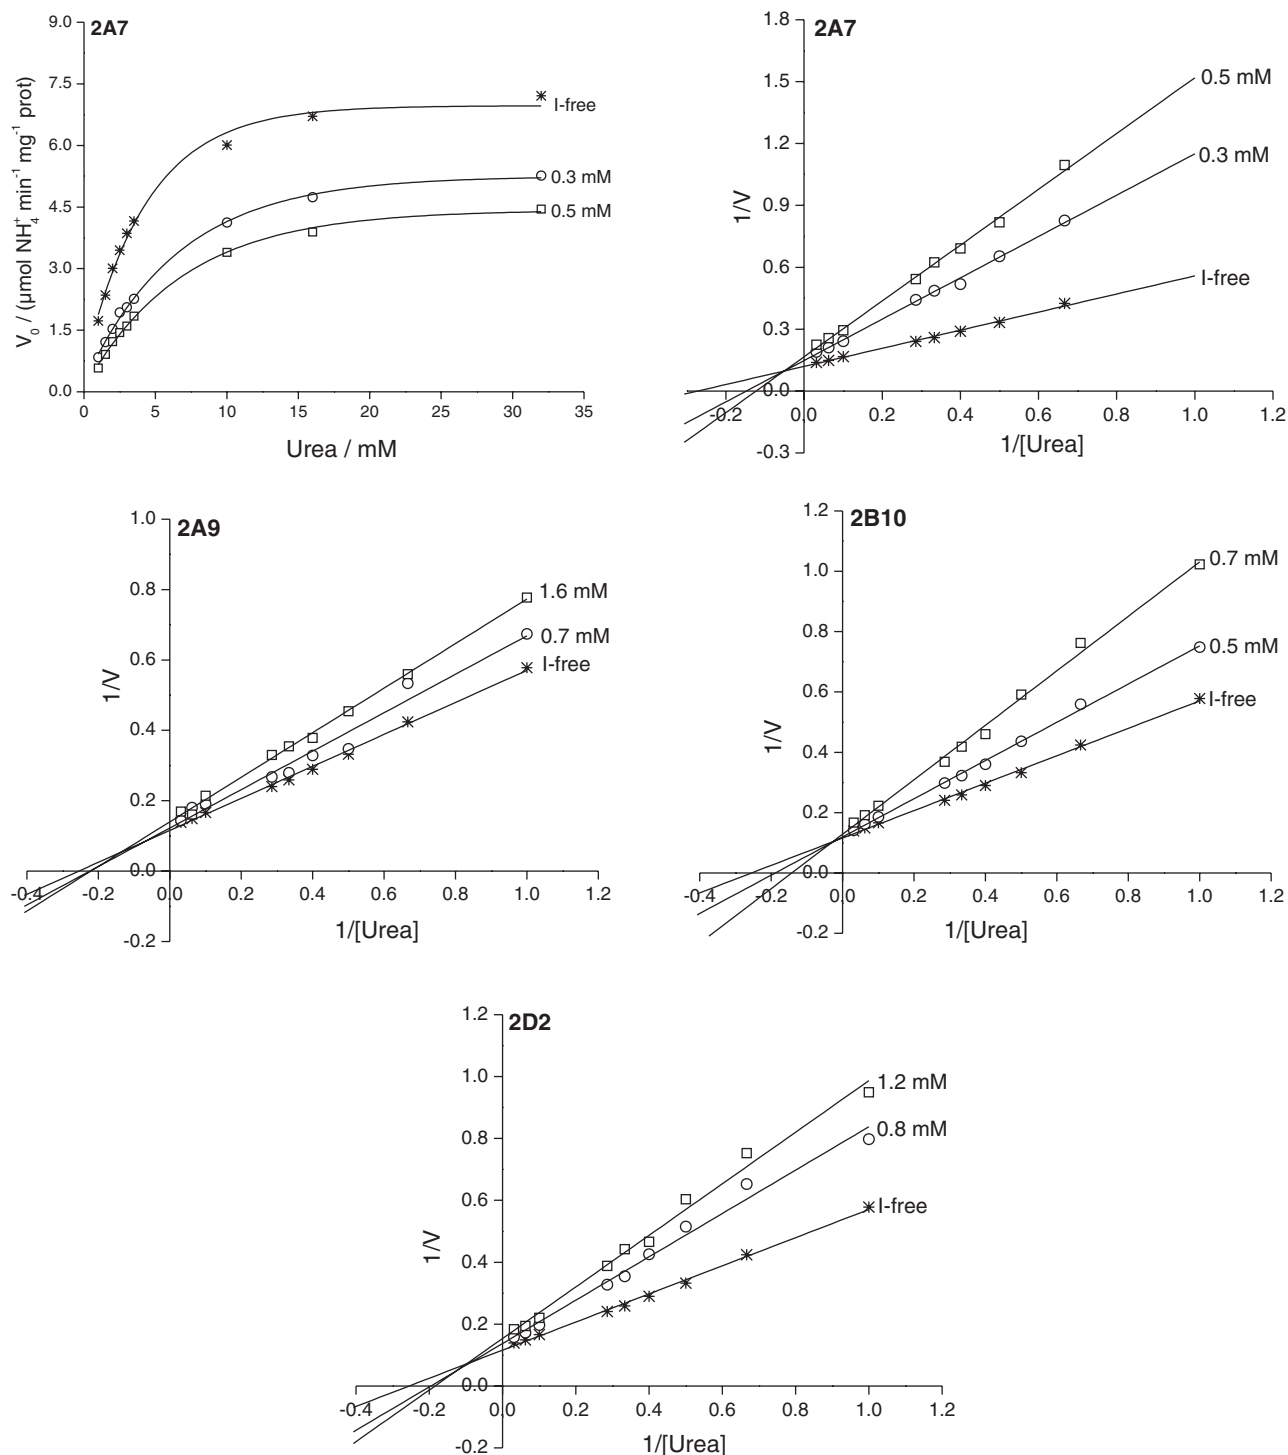 2A7
9.0
7.5
6.0
4.5
3.0
1.5
0.0
V₀ / (μmol NH₄⁺ min⁻¹ mg⁻¹ prot)
I-free
0.3 mM
0.5 mM
0 5 10 15 20 25 30 35
Urea / mM
2A7
1.8
1.5
1.2
0.9
0.6
0.3
0.0
-0.3
1/V
0.5 mM
0.3 mM
I-free
-0.2 0.0 0.2 0.4 0.6 0.8 1.0 1.2
1/[Urea]
2A9
1.0
0.8
0.6
0.4
0.2
0.0
-0.2
1/V
1.6 mM
0.7 mM
I-free
-0.4 -0.2 0.0 0.2 0.4 0.6 0.8 1.0 1.2
1/[Urea]
2B10
1.2
1.0
0.8
0.6
0.4
0.2
0.0
-0.2
1/V
0.7 mM
0.5 mM
I-free
-0.4 -0.2 0.0 0.2 0.4 0.6 0.8 1.0 1.2
1/[Urea]
2D2
1.2
1.0
0.8
0.6
0.4
0.2
0.0
-0.2
1/V
1.2 mM
0.8 mM
I-free
-0.4 -0.2 0.0 0.2 0.4 0.6 0.8 1.0 1.2
1/[Urea]